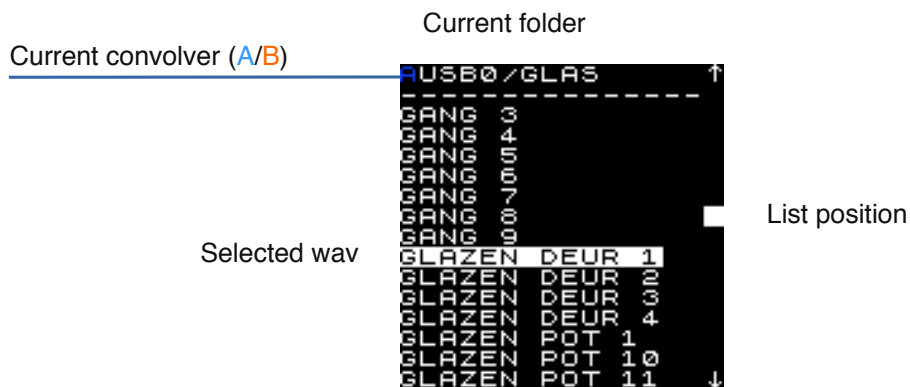 Current folder
Current convolver (A/B)
AUSB0/GLAS ↑
-----------------
GANG 3
GANG 4
GANG 5
GANG 6
GANG 7
GANG 8
GANG 9
GLAZEN DEUR 1
GLAZEN DEUR 2
GLAZEN DEUR 3
GLAZEN DEUR 4
GLAZEN POT 1
GLAZEN POT 10
GLAZEN POT 11 ↓
List position
Selected wav